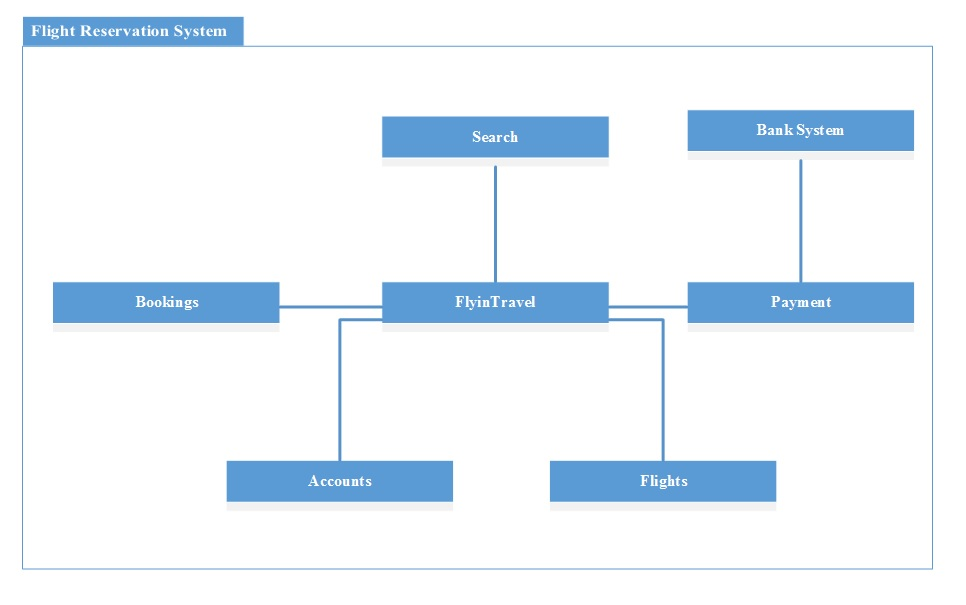 Flight Reservation System
Search
Bank System
Bookings
FlyinTravel
Payment
Accounts
Flights